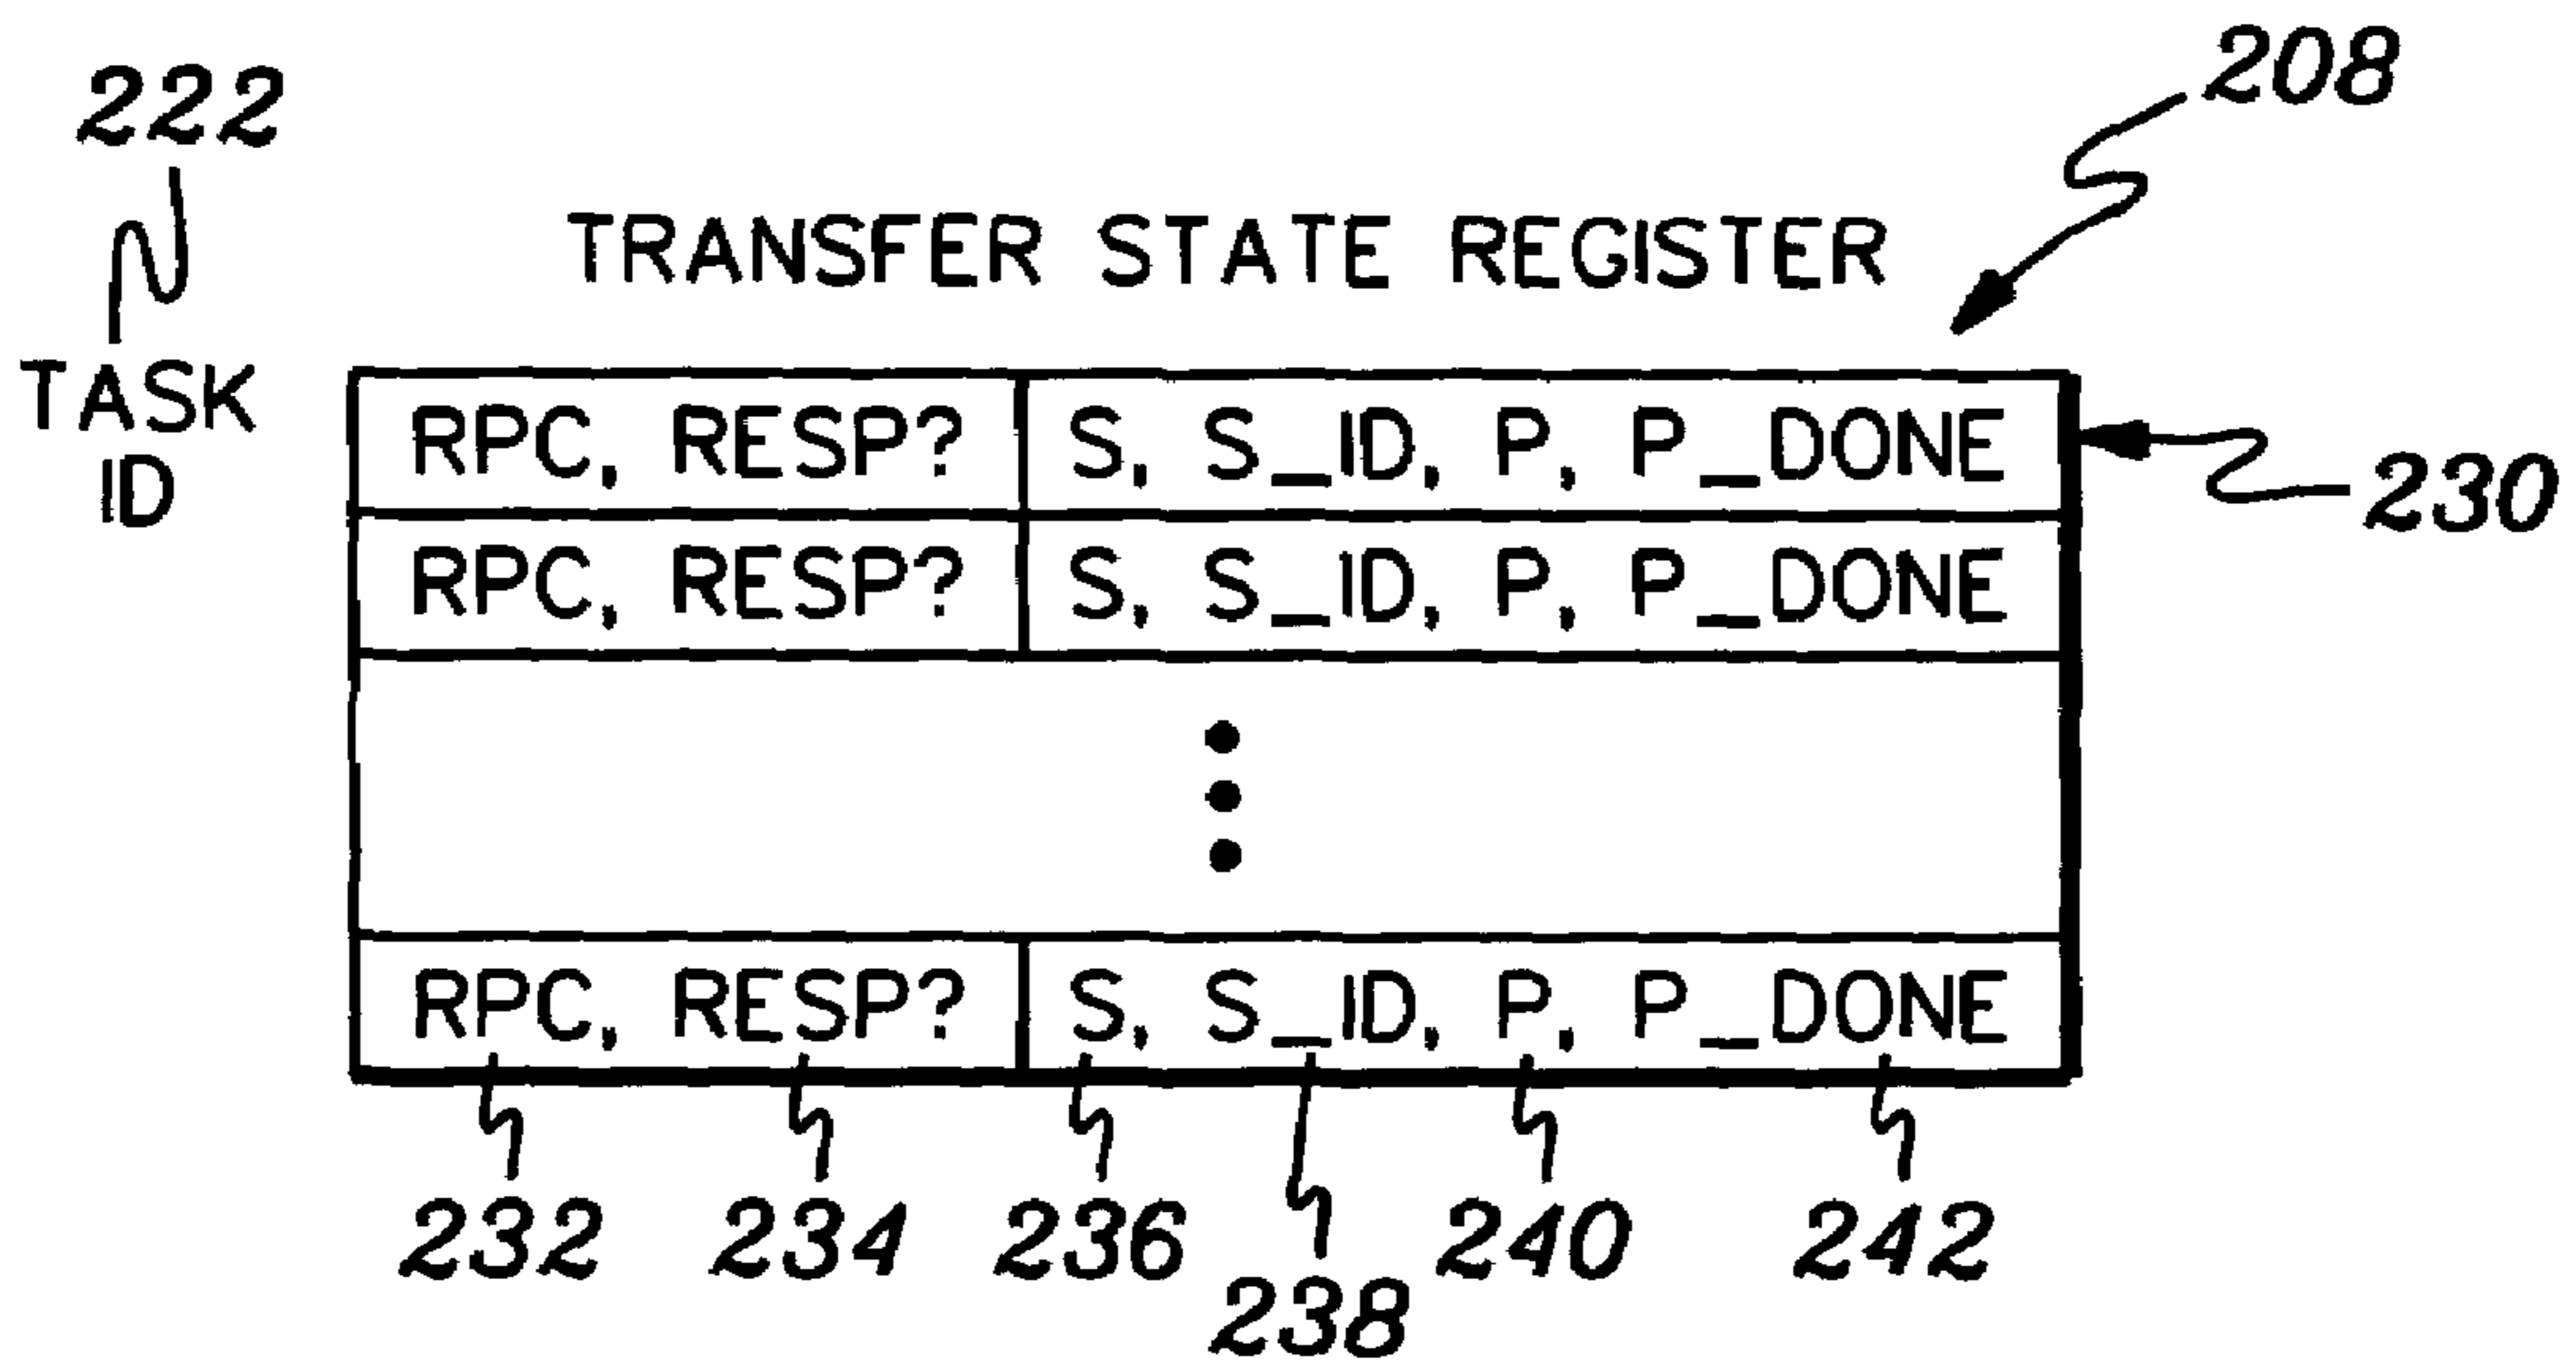 208
222
TRANSFER STATE REGISTER
TASK
ID
RPC, RESP? S, S_ID, P, P_DONE
230
RPC, RESP? S, S_ID, P, P_DONE
RPC, RESP? S, S_ID, P, P_DONE
232 234 236 240 242
238